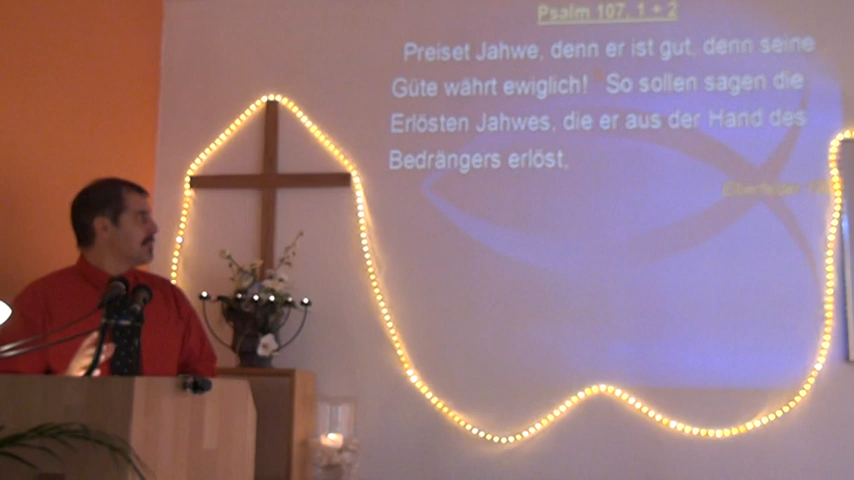 Psalm 107, 1 + 2
Preiset Jahwe, denn er ist gut, denn seine
Güte währt ewiglich! So sollen sagen die
Erlösten Jahwes, die er aus der Hand des
Bedrängers erlöst,
Elberfelder